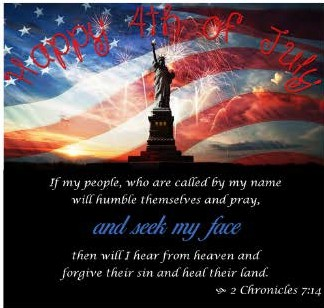 Happy 4th of July
If my people, who are called by my name
will humble themselves and pray,
and seek my face
then will I hear from heaven and
forgive their sin and heal their land.
2 Chronicles 7:14